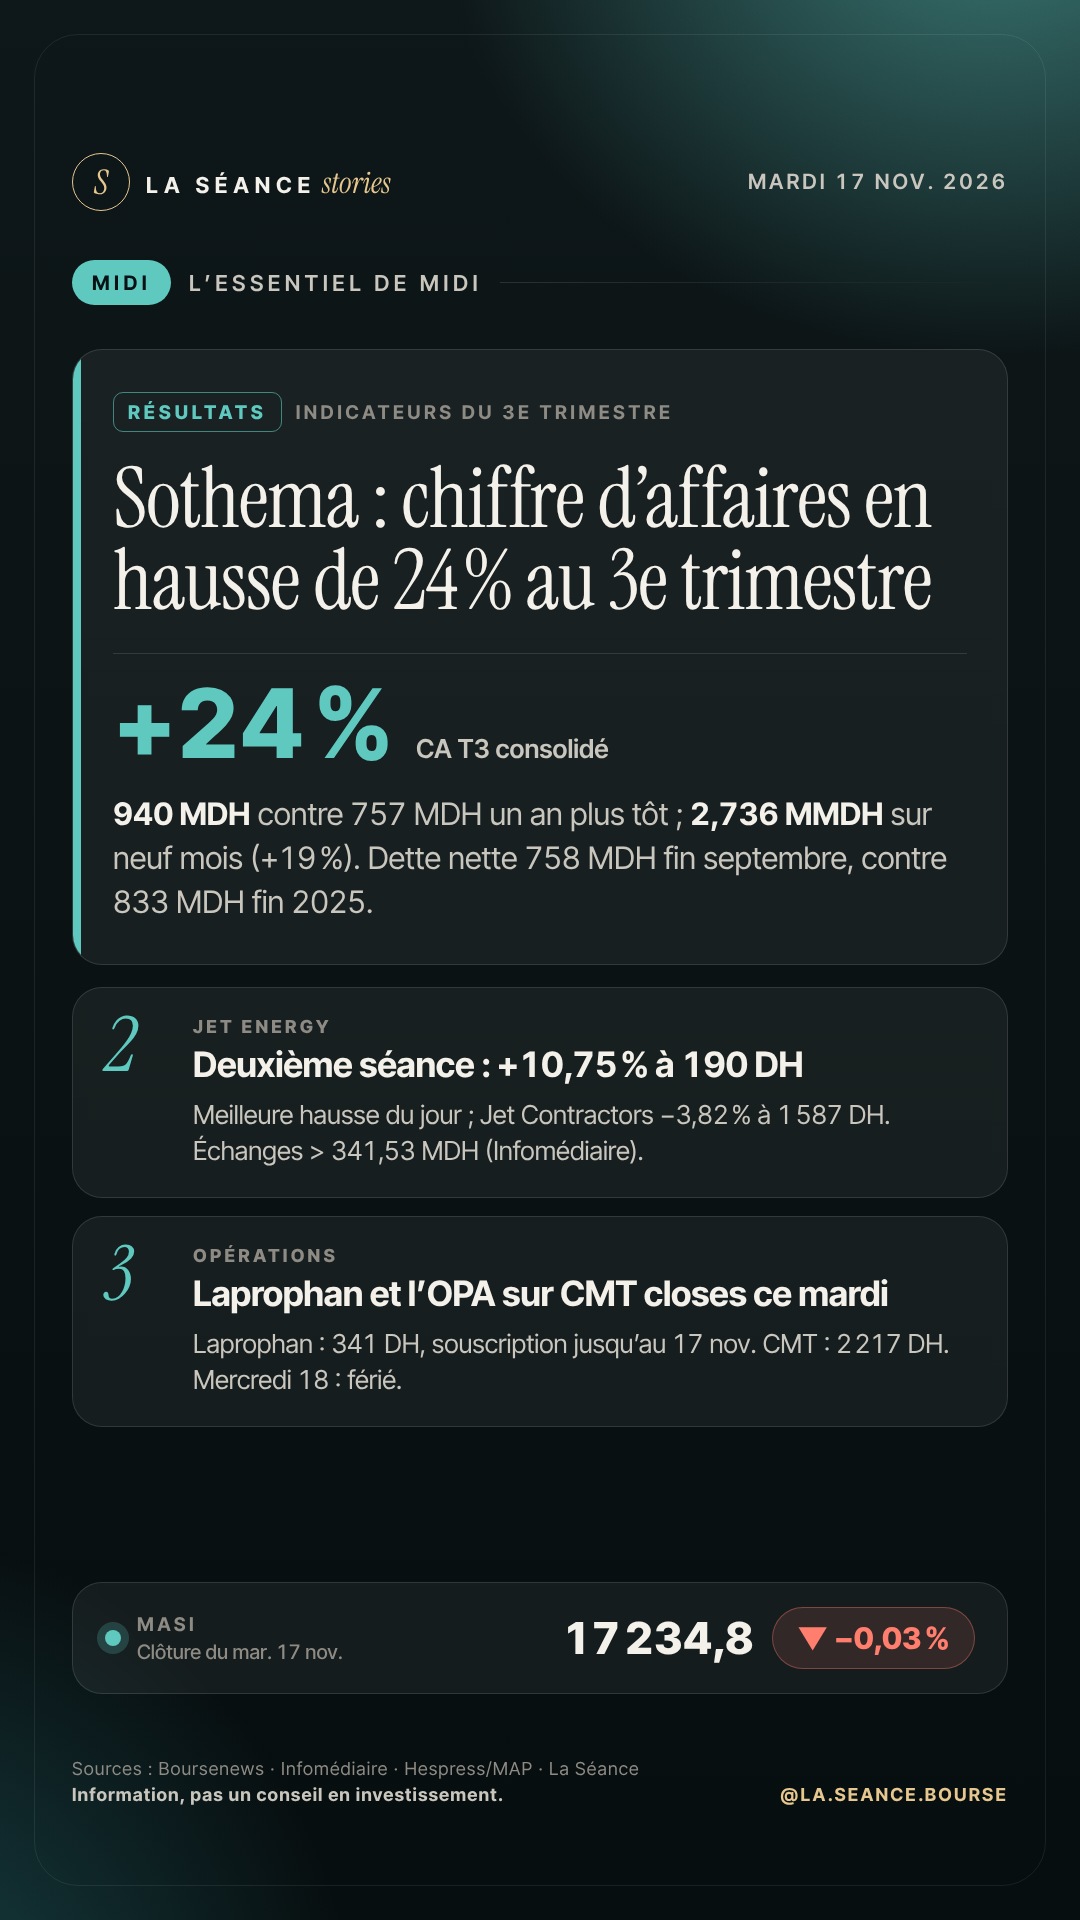 S LA SÉANCE stories
MARDI 17 NOV. 2026
MIDI L’ESSENTIEL DE MIDI
RÉSULTATS INDICATEURS DU 3E TRIMESTRE
Sothema : chiffre d’affaires en
hausse de 24 % au 3e trimestre
+24 % CA T3 consolidé
940 MDH contre 757 MDH un an plus tôt ; 2,736 MMDH sur
neuf mois (+19 %). Dette nette 758 MDH fin septembre, contre
833 MDH fin 2025.
2
JET ENERGY
Deuxième séance : +10,75 % à 190 DH
Meilleure hausse du jour ; Jet Contractors −3,82 % à 1 587 DH.
Échanges > 341,53 MDH (Infomédiaire).
3
OPÉRATIONS
Laprophan et l’OPA sur CMT closes ce mardi
Laprophan : 341 DH, souscription jusqu’au 17 nov. CMT : 2 217 DH.
Mercredi 18 : férié.
MASI
Clôture du mar. 17 nov.
17 234,8 ▼ −0,03 %
Sources : Boursenews · Infomédiaire · Hespress/MAP · La Séance
Information, pas un conseil en investissement.
@LA.SEANCE.BOURSE